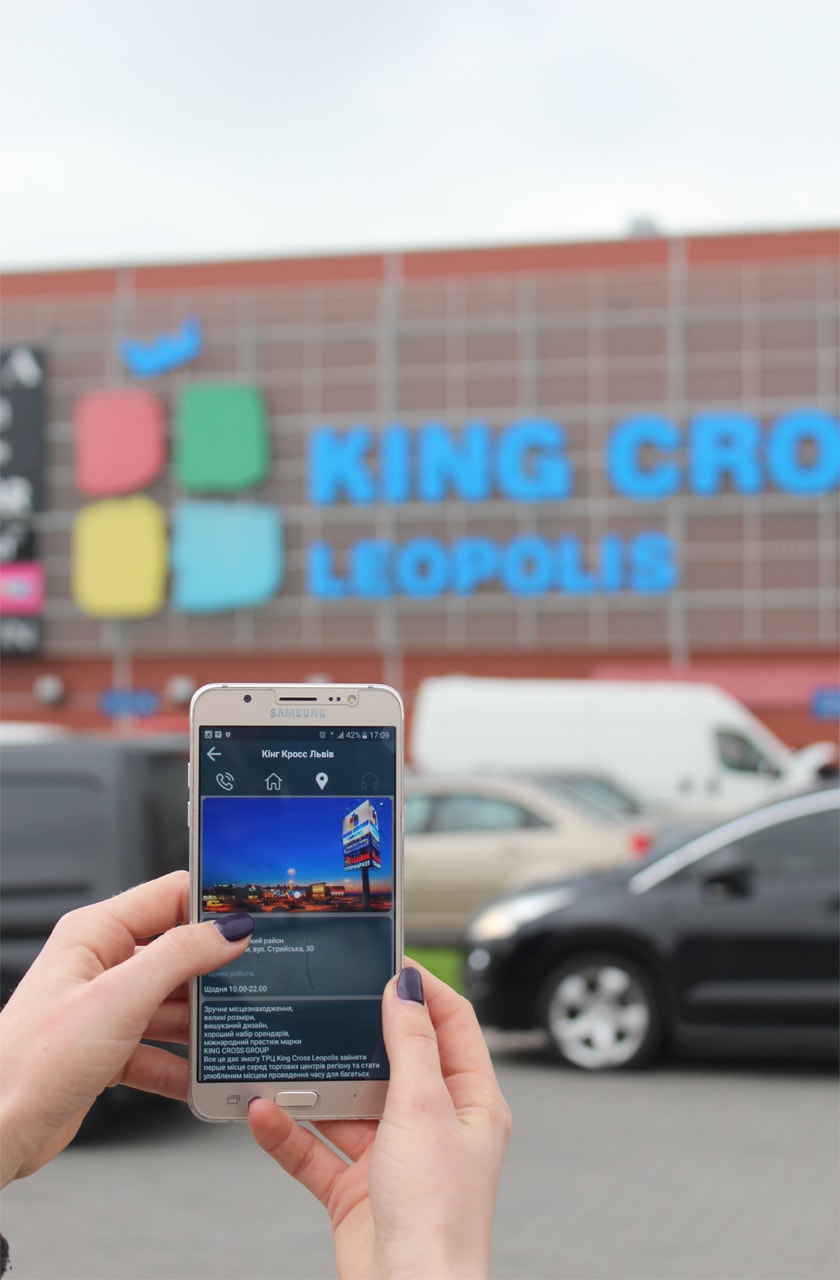 KING CRO
LEOPOLIS
SAMSUNG
42% 17:09
Кінг Кросс Львів
район
вул. Стрийська, 30
Щодня 10.00-22.00
Зручне місцезнаходження,
великі розміри,
вишуканий дизайн,
хороший набір орендарів,
міжнародний престиж марки
KING CROSS GROUP
Все це дає змогу ТРЦ King Cross Leopolis зайняти
перше місце серед торгових центрів регіону та стати
улюбленим місцем проведення часу для багатьох